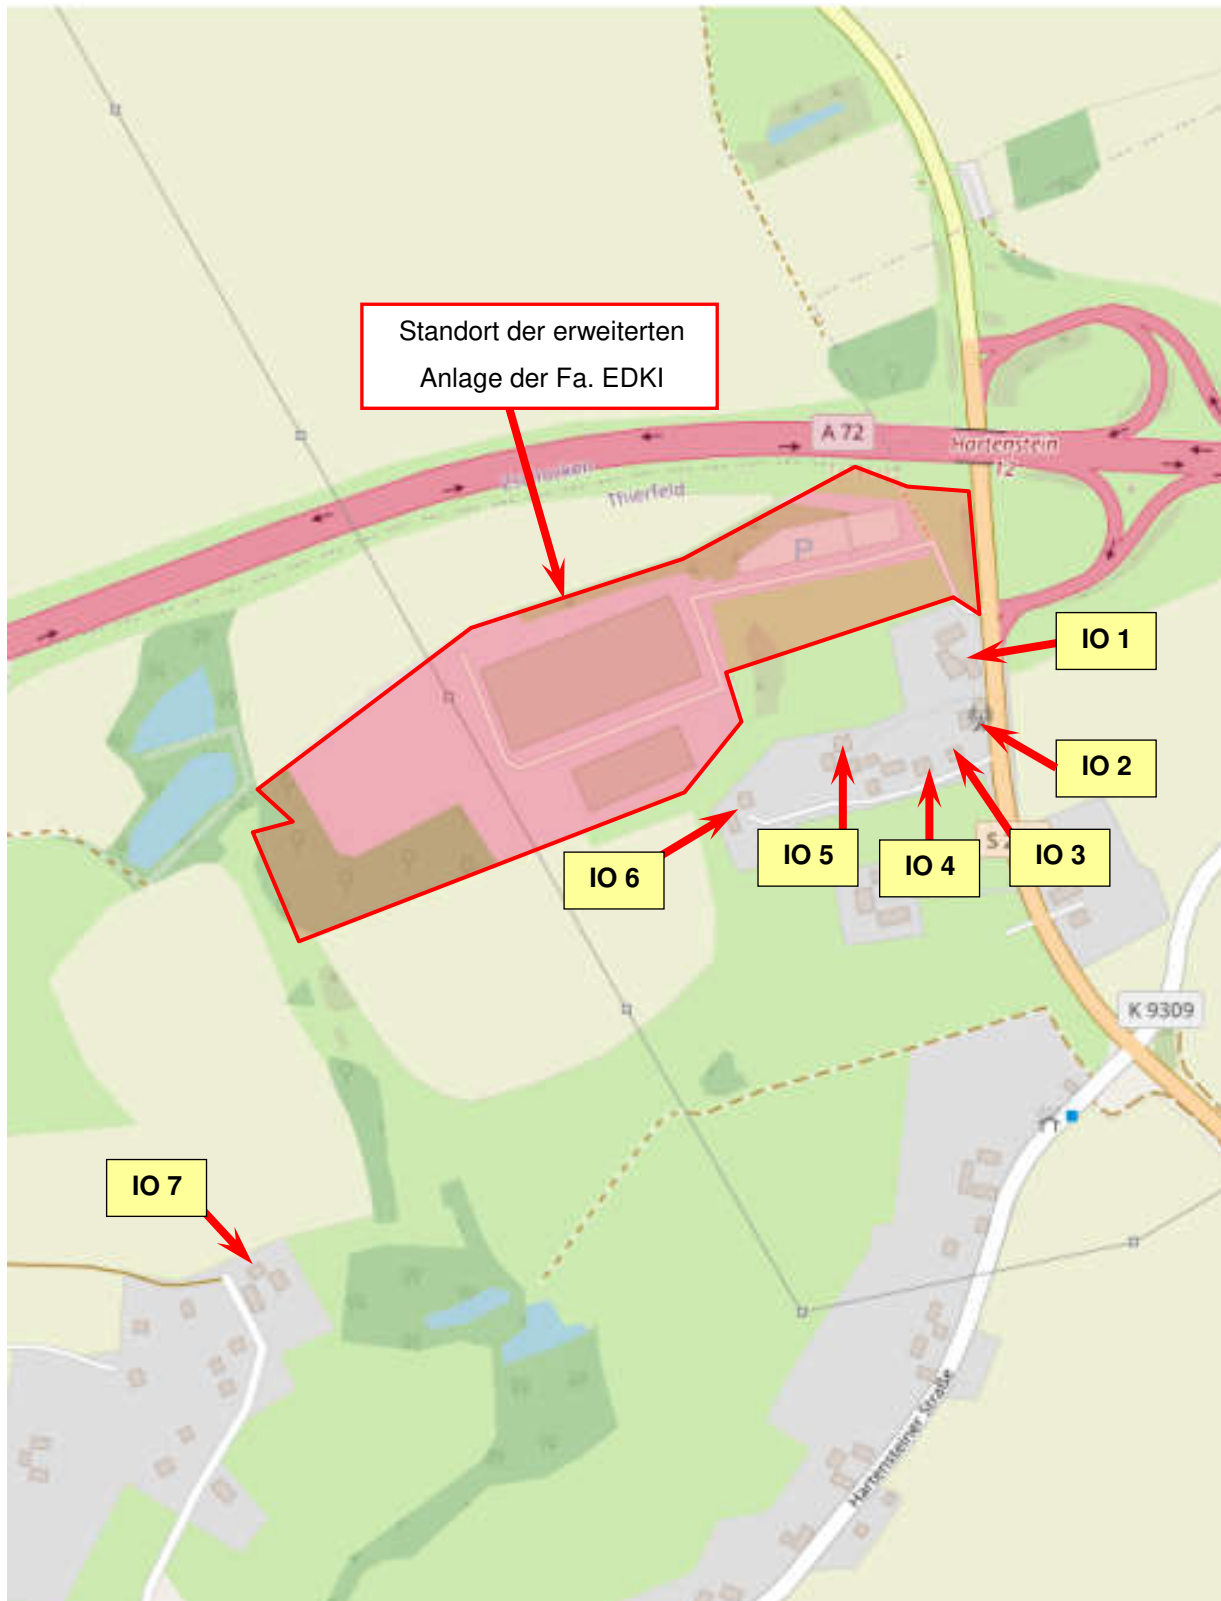 Standort der erweiterten
Anlage der Fa. EDKI
A 72
Hartenstein
12
Thierfeld
P
IO 1
IO 2
IO 3
IO 4
IO 5
IO 6
K 9309
IO 7
Hartensteiner Straße